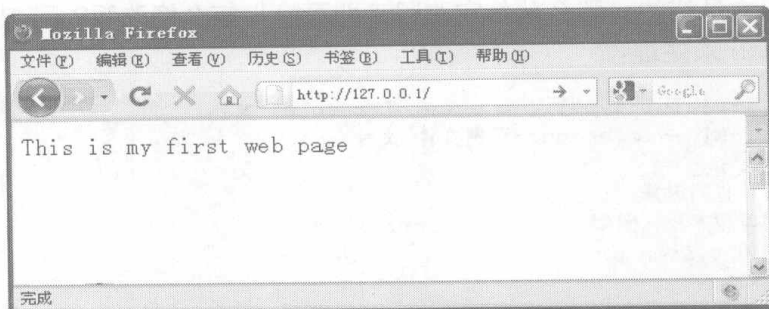 Mozilla Firefox
文件(F) 编辑(E) 查看(V) 历史(S) 书签(B) 工具(T) 帮助(H)
http://127.0.0.1/ Google
This is my first web page
完成